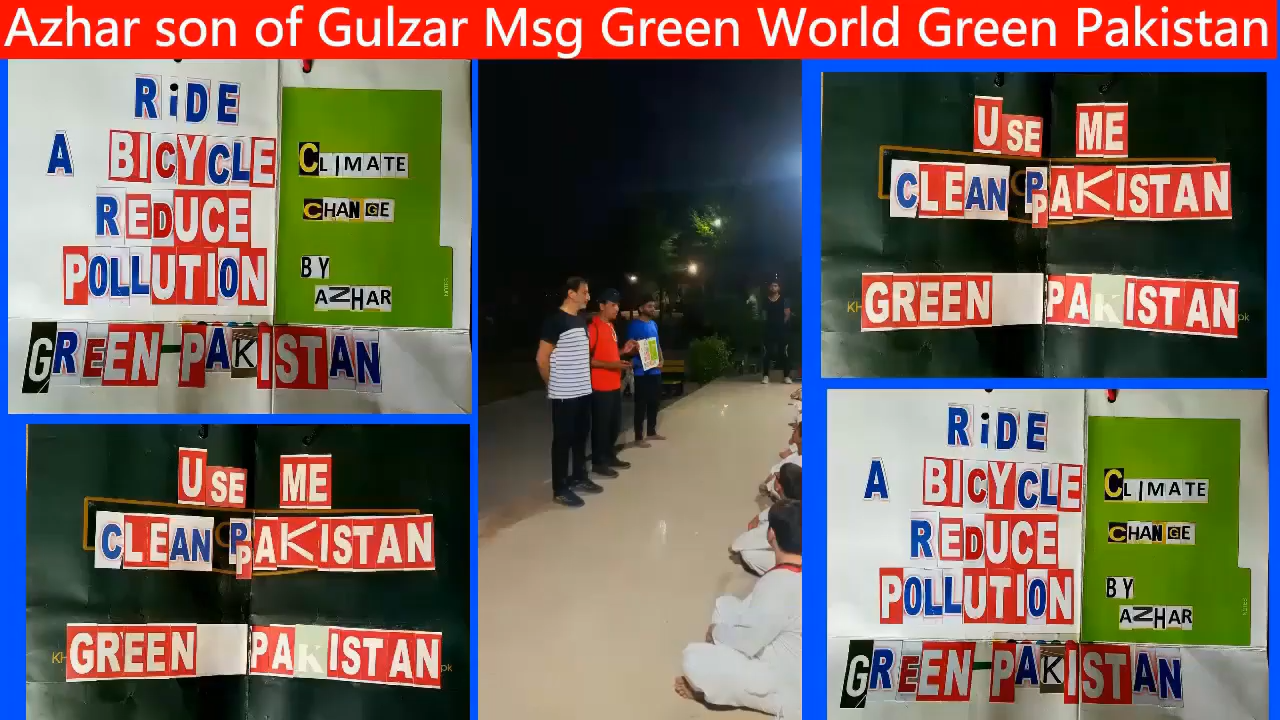 Azhar son of Gulzar Msg Green World Green Pakistan
RiDE
A BICYCLE
REDUCE
POLLUTION
CLIMATE
CHANGE
BY
AZHAR
GREEN PAKISTAN
USE ME
CLEAN PAKISTAN
GREEN PAKISTAN
USE ME
CLEAN PAKISTAN
GREEN PAKISTAN
RiDE
A BICYCLE
REDUCE
POLLUTION
CLIMATE
CHANGE
BY
AZHAR
GREEN PAKISTAN